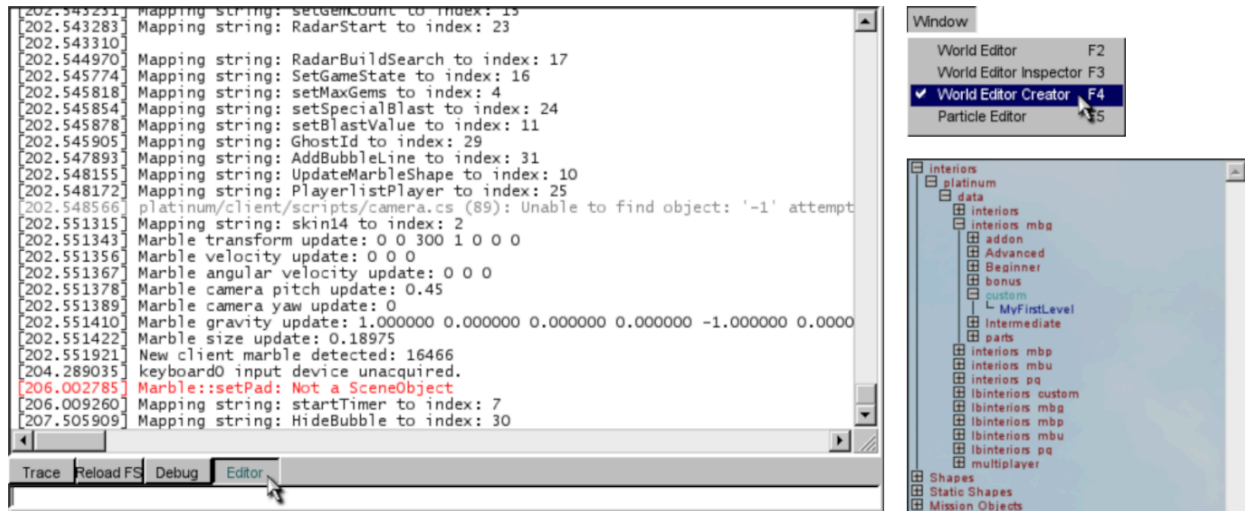 [202.543231] Mapping string: setGemCount to index: 15
[202.543283] Mapping string: RadarStart to index: 23
[202.543310]
[202.544970] Mapping string: RadarBuildSearch to index: 17
[202.545774] Mapping string: SetGameState to index: 16
[202.545818] Mapping string: setMaxGems to index: 4
[202.545854] Mapping string: setSpecialBlast to index: 24
[202.545878] Mapping string: setBlastValue to index: 11
[202.545905] Mapping string: GhostId to index: 29
[202.547893] Mapping string: AddBubbleLine to index: 31
[202.548155] Mapping string: UpdateMarbleShape to index: 10
[202.548172] Mapping string: PlayerlistPlayer to index: 25
[202.548566] platinum/client/scripts/camera.cs (89): Unable to find object: '-1' attempt
[202.551315] Mapping string: skin14 to index: 2
[202.551343] Marble transform update: 0 0 300 1 0 0 0
[202.551356] Marble velocity update: 0 0 0
[202.551367] Marble angular velocity update: 0 0 0
[202.551378] Marble camera pitch update: 0.45
[202.551389] Marble camera yaw update: 0
[202.551410] Marble gravity update: 1.000000 0.000000 0.000000 0.000000 -1.000000 0.0000
[202.551422] Marble size update: 0.18975
[202.551921] New client marble detected: 16466
[204.289035] keyboard0 input device unacquired.
[206.002785] Marble::setPad: Not a SceneObject
[206.009260] Mapping string: startTimer to index: 7
[207.505909] Mapping string: HideBubble to index: 30
Trace Reload FS Debug Editor
Window
World Editor F2
World Editor Inspector F3
World Editor Creator F4
Particle Editor F5
interiors
platinum
data
interiors
interiors_mbg
addon
Advanced
Beginner
bonus
custom
MyFirstLevel
Intermediate
parts
interiors_mbp
interiors_mbu
interiors_pq
lbinteriors_custom
lbinteriors_mbg
lbinteriors_mbp
lbinteriors_mbu
lbinteriors_pq
multiplayer
Shapes
Static Shapes
Mission Objects